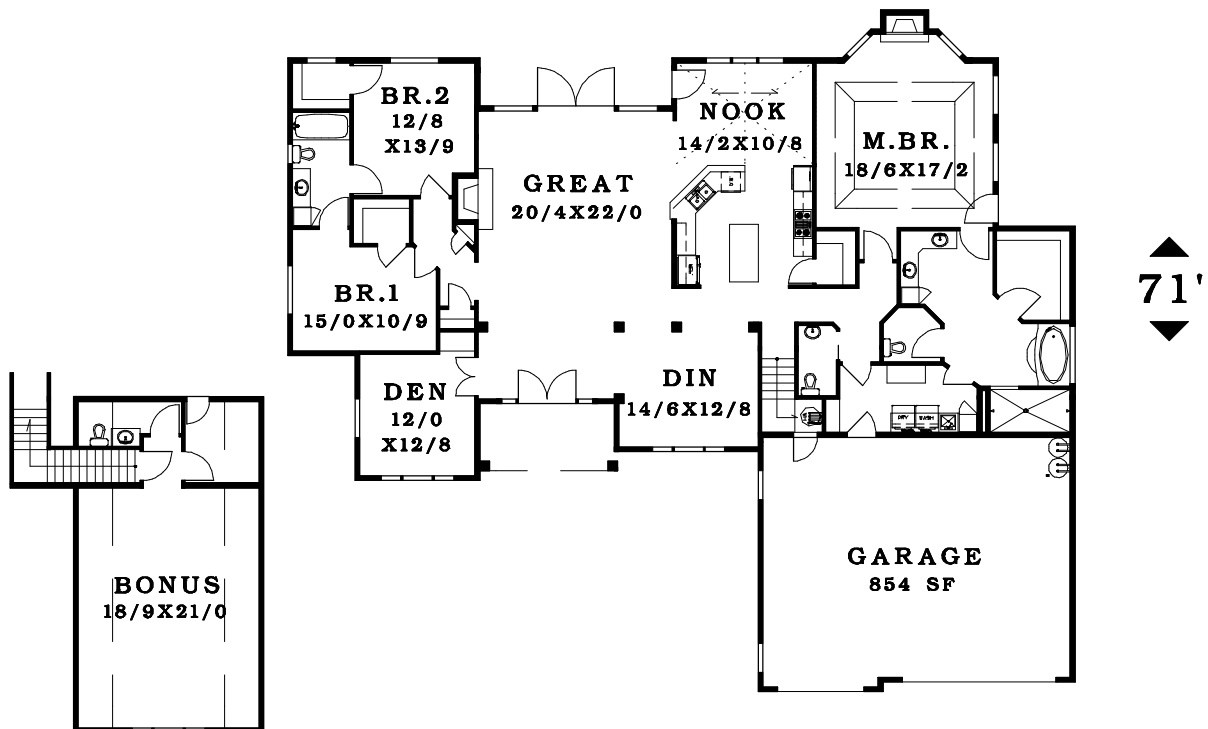 BR.2
12/8
X13/9
NOOK
14/2X10/8
M.BR.
18/6X17/2
GREAT
20/4X22/0
BR.1
15/0X10/9
71'
DIN
14/6X12/8
DEN
12/0
X12/8
DRY
WASH
GARAGE
854 SF
BONUS
18/9X21/0